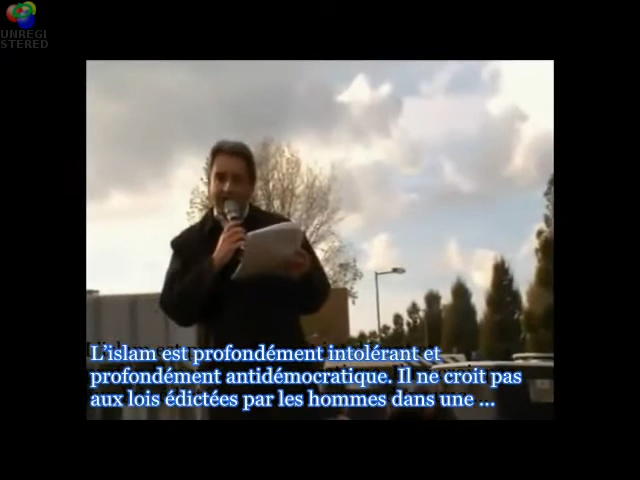 UNREGI
STERED
L’islam est profondément intolérant et
profondément antidémocratique. Il ne croit pas
aux lois édictées par les hommes dans une ...